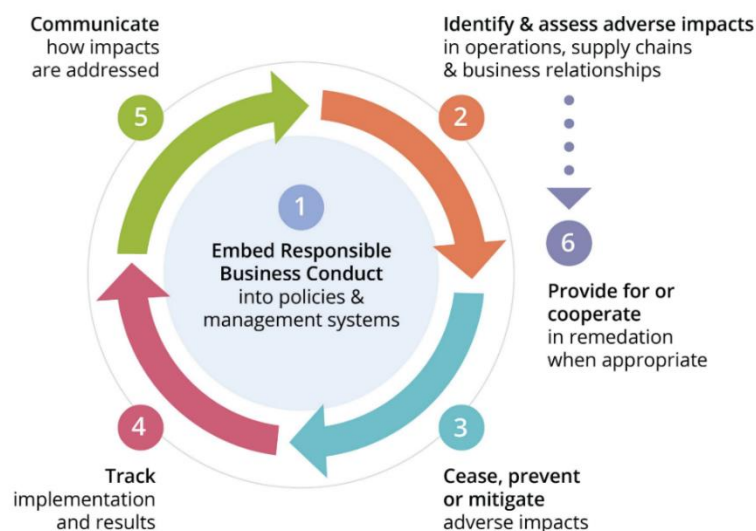 1
Embed Responsible
Business Conduct
into policies &
management systems
2
Identify & assess adverse impacts
in operations, supply chains
& business relationships
3
Cease, prevent
or mitigate
adverse impacts
4
Track
implementation
and results
5
Communicate
how impacts
are addressed
6
Provide for or
cooperate
in remedation
when appropriate